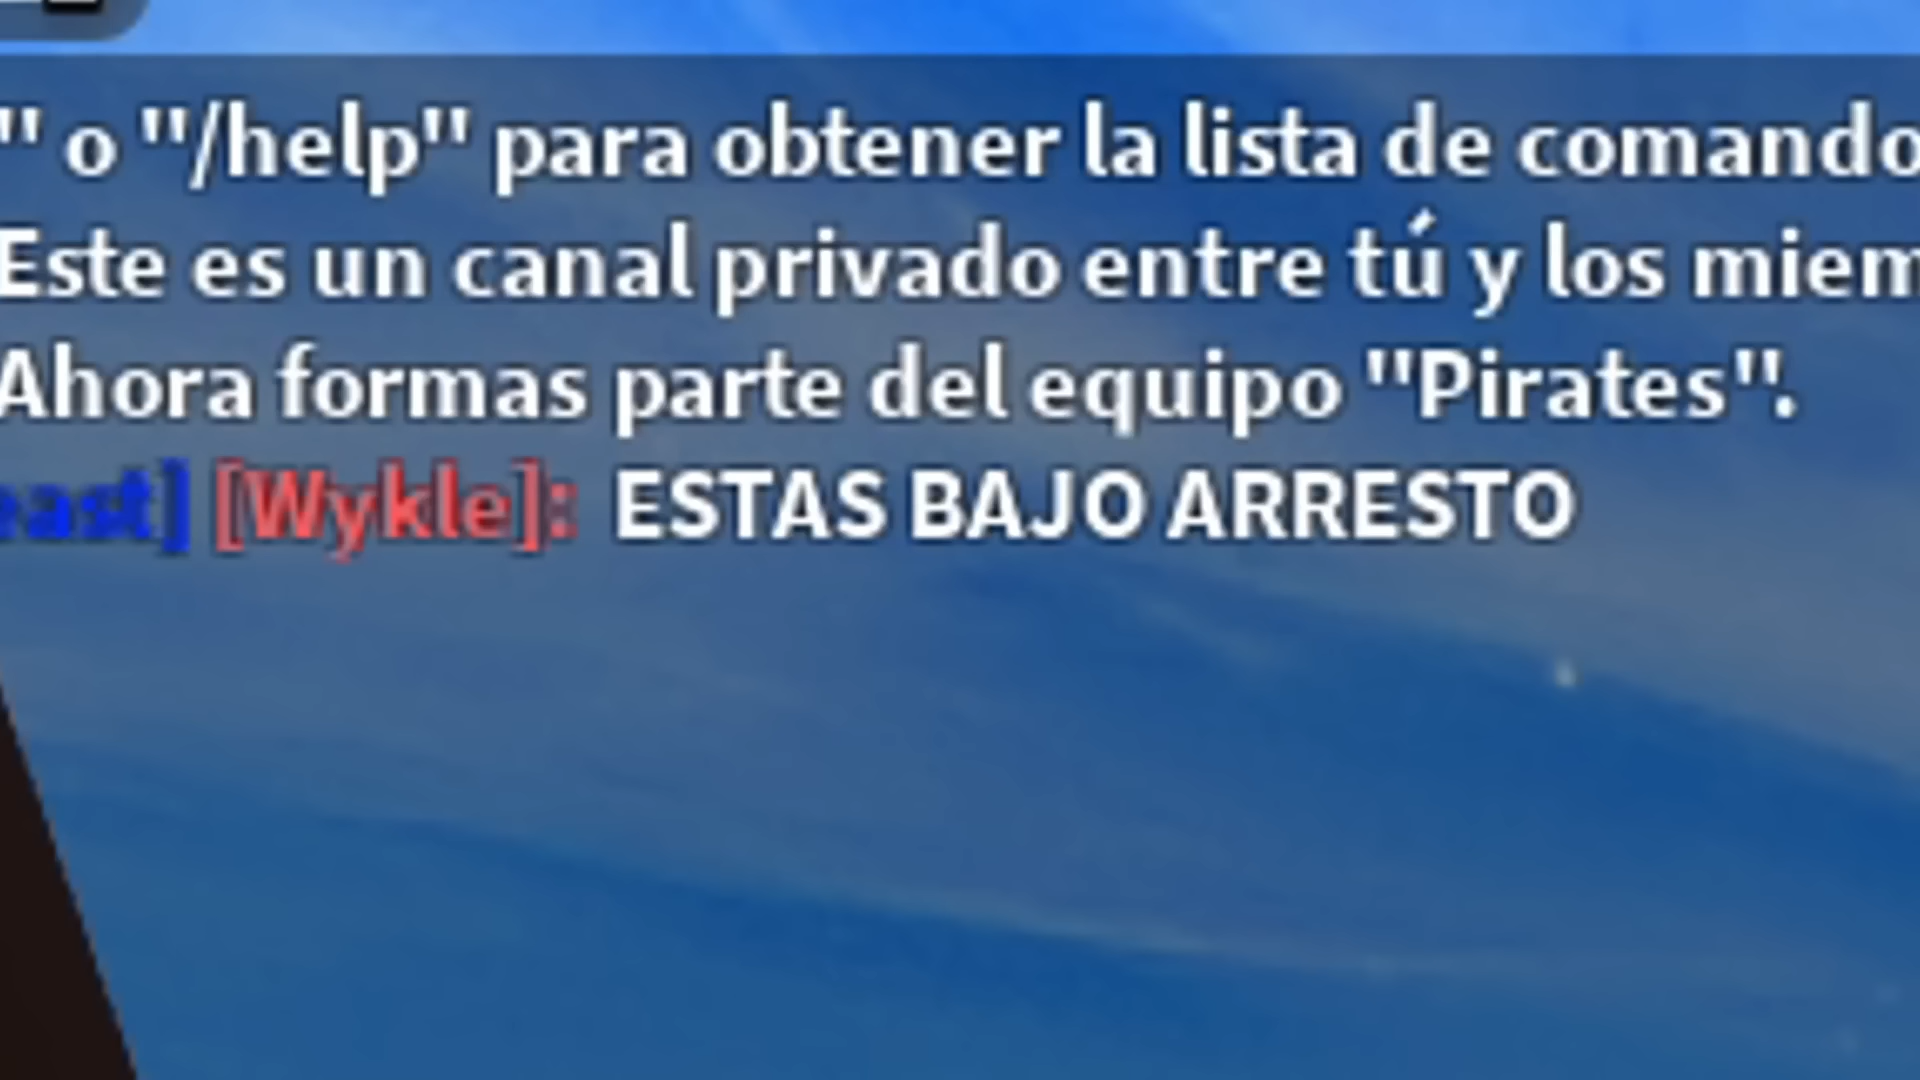 " o "/help" para obtener la lista de comando
Este es un canal privado entre tú y los miem
Ahora formas parte del equipo "Pirates".
east] [Wykle]: ESTAS BAJO ARRESTO